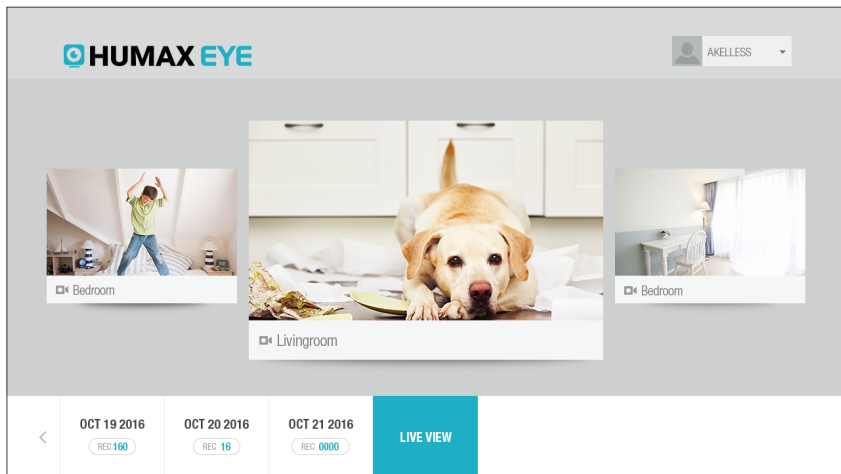 HUMAX EYE
AKELLESS
Bedroom
Livingroom
Bedroom
OCT 19 2016
REC 160
OCT 20 2016
REC 16
OCT 21 2016
REC 0000
LIVE VIEW